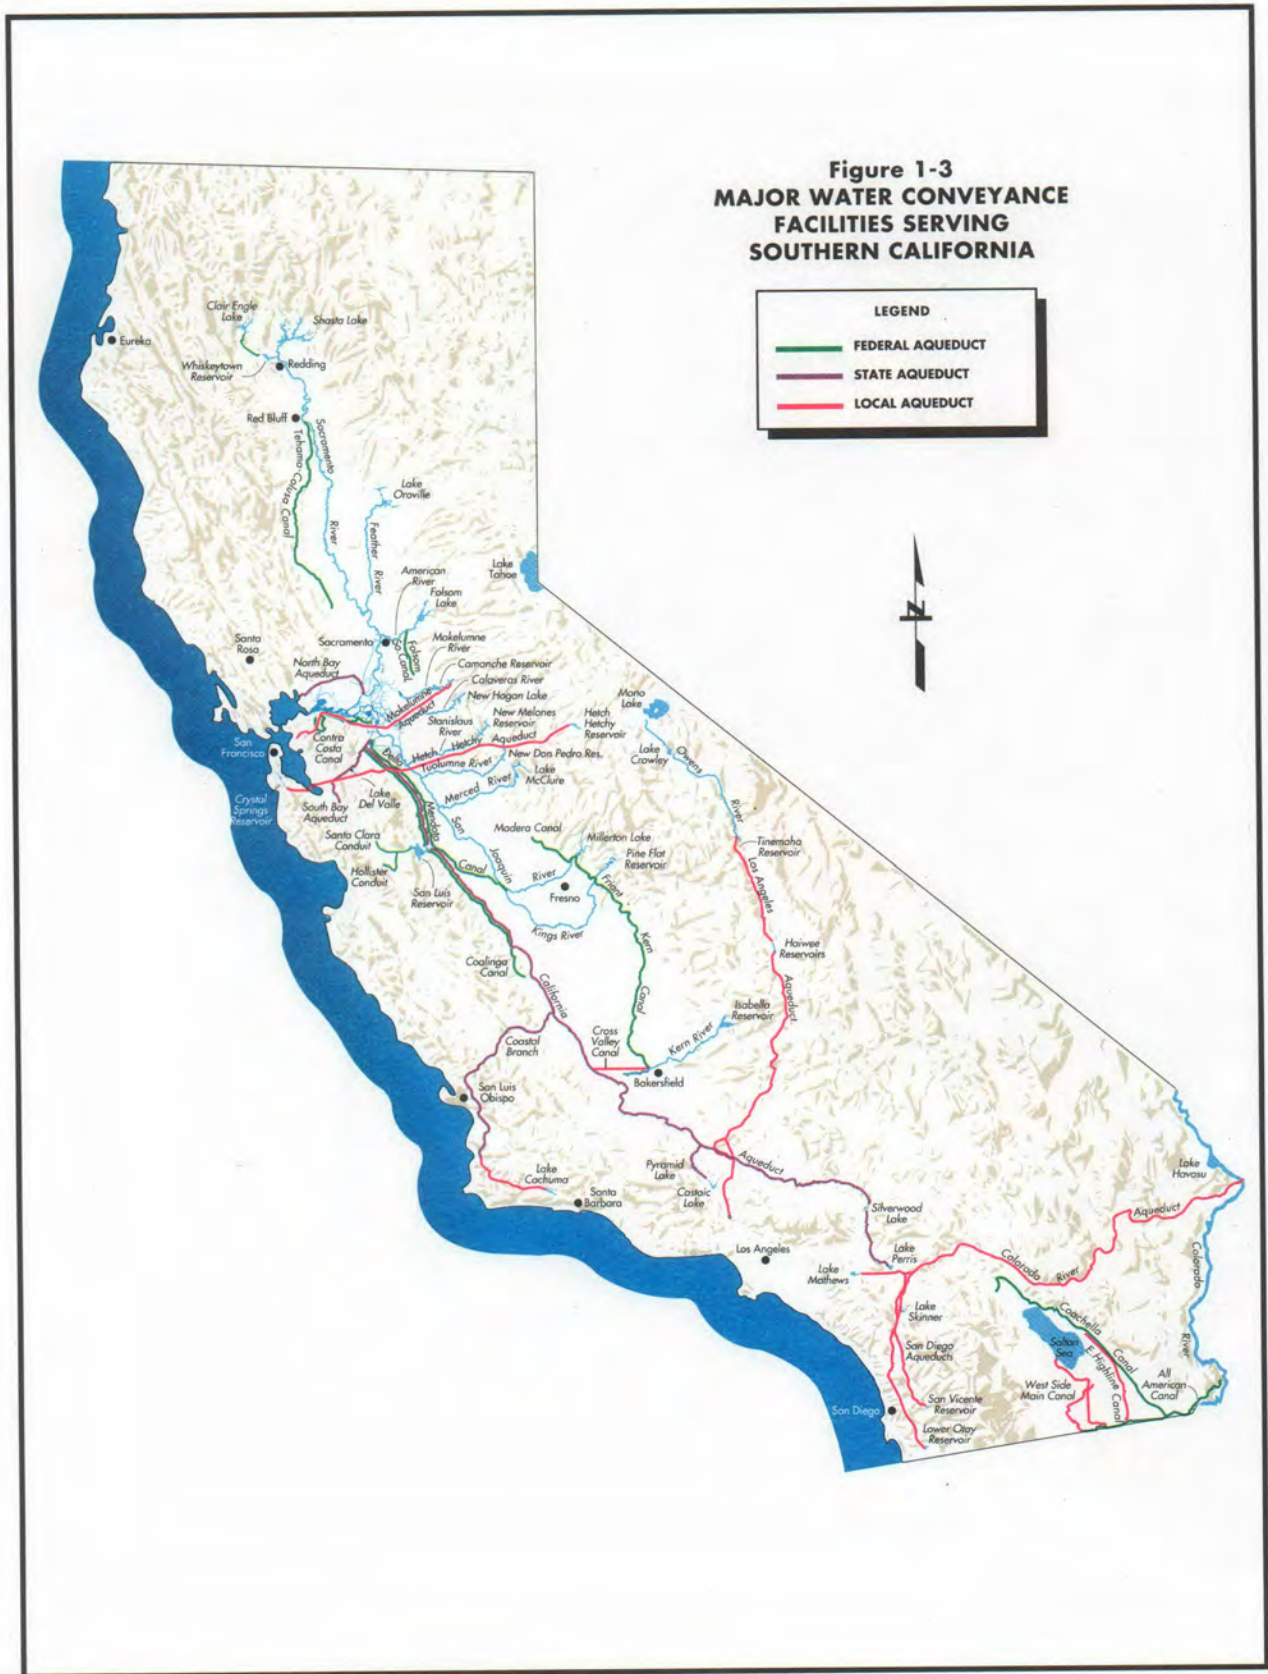 Figure 1-3
MAJOR WATER CONVEYANCE
FACILITIES SERVING
SOUTHERN CALIFORNIA
LEGEND
FEDERAL AQUEDUCT
STATE AQUEDUCT
LOCAL AQUEDUCT
Clair Engle
Lake
Shasta Lake
Eureka
Whiskeytown
Reservoir
Redding
Red Bluff
Sacramento
River
Tehama-Colusa Canal
Lake
Oroville
Feather
River
American
River
Folsom
Lake
Lake
Tahoe
Sacramento
Folsom
So. Canal
Santa
Rosa
North Bay
Aqueduct
Mokelumne
River
Camanche Reservoir
Calaveras River
New Hogan Lake
Mokelumne
Aqueduct
Stanislaus
River
New Melones
Reservoir
Hetch
Hetchy
Reservoir
Mono
Lake
San
Francisco
Contra
Costa
Canal
Delta
Hetch Hetchy Aqueduct
Tuolumne River
New Don Pedro Res.
Lake
McClure
Merced River
Lake
Crowley
Owens
River
Crystal
Springs
Reservoir
South Bay
Aqueduct
Lake
Del Valle
Mendota
Canal
San
Joaquin
River
Madera Canal
Millerton Lake
Pine Flat
Reservoir
Tinemaha
Reservoir
Santa Clara
Conduit
Hollister
Conduit
San Luis
Reservoir
Fresno
Friant
Kern
Canal
Los Angeles
Aqueduct
Kings River
Haiwee
Reservoirs
Coalinga
Canal
California
Isabella
Reservoir
Coastal
Branch
Cross
Valley
Canal
Kern River
Bakersfield
San Luis
Obispo
Lake
Cachuma
Santa
Barbara
Pyramid
Lake
Castaic
Lake
Aqueduct
Silverwood
Lake
Lake
Havasu
Los Angeles
Lake
Mathews
Lake
Perris
Colorado
River
Aqueduct
Colorado
River
Lake
Skinner
San Diego
Aqueducts
Coachella
Canal
Salton
Sea
E. Highline Canal
West Side
Main Canal
All
American
Canal
San Diego
San Vicente
Reservoir
Lower Otay
Reservoir